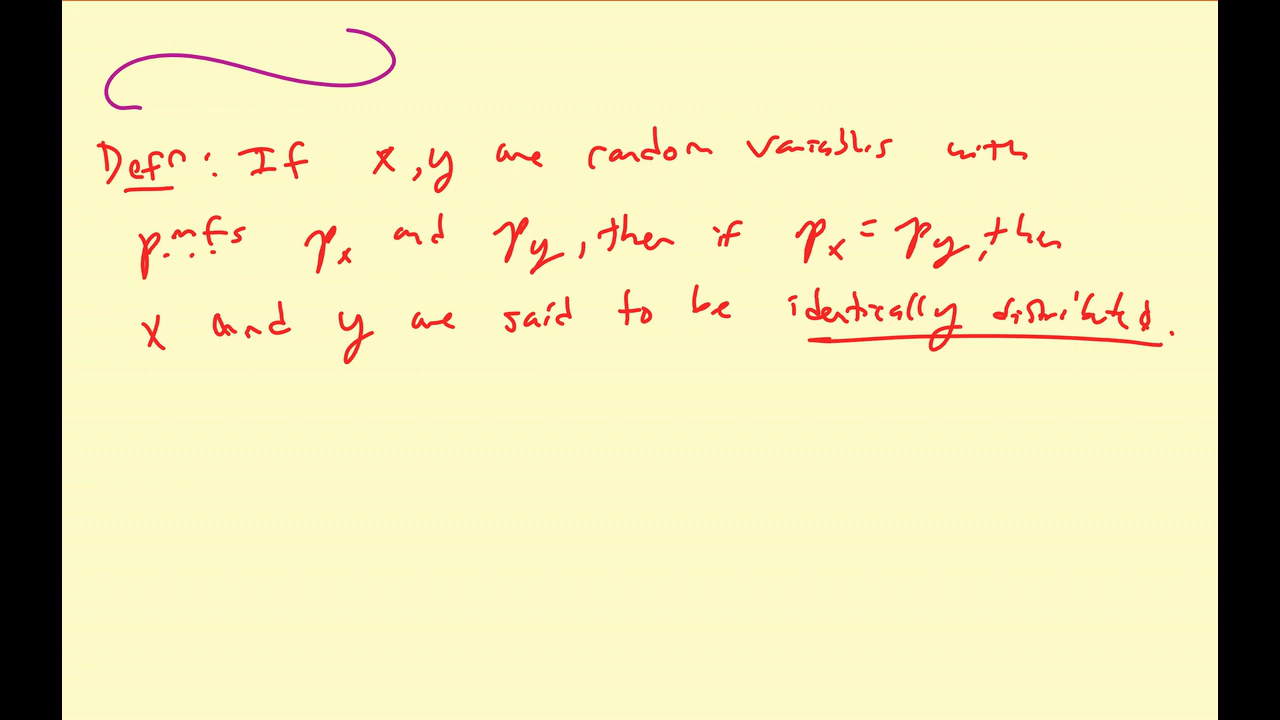 Defn: If x, y are random variables with
p.m.f.s p_x and p_y, then if p_x = p_y, then
x and y are said to be identically distributed.